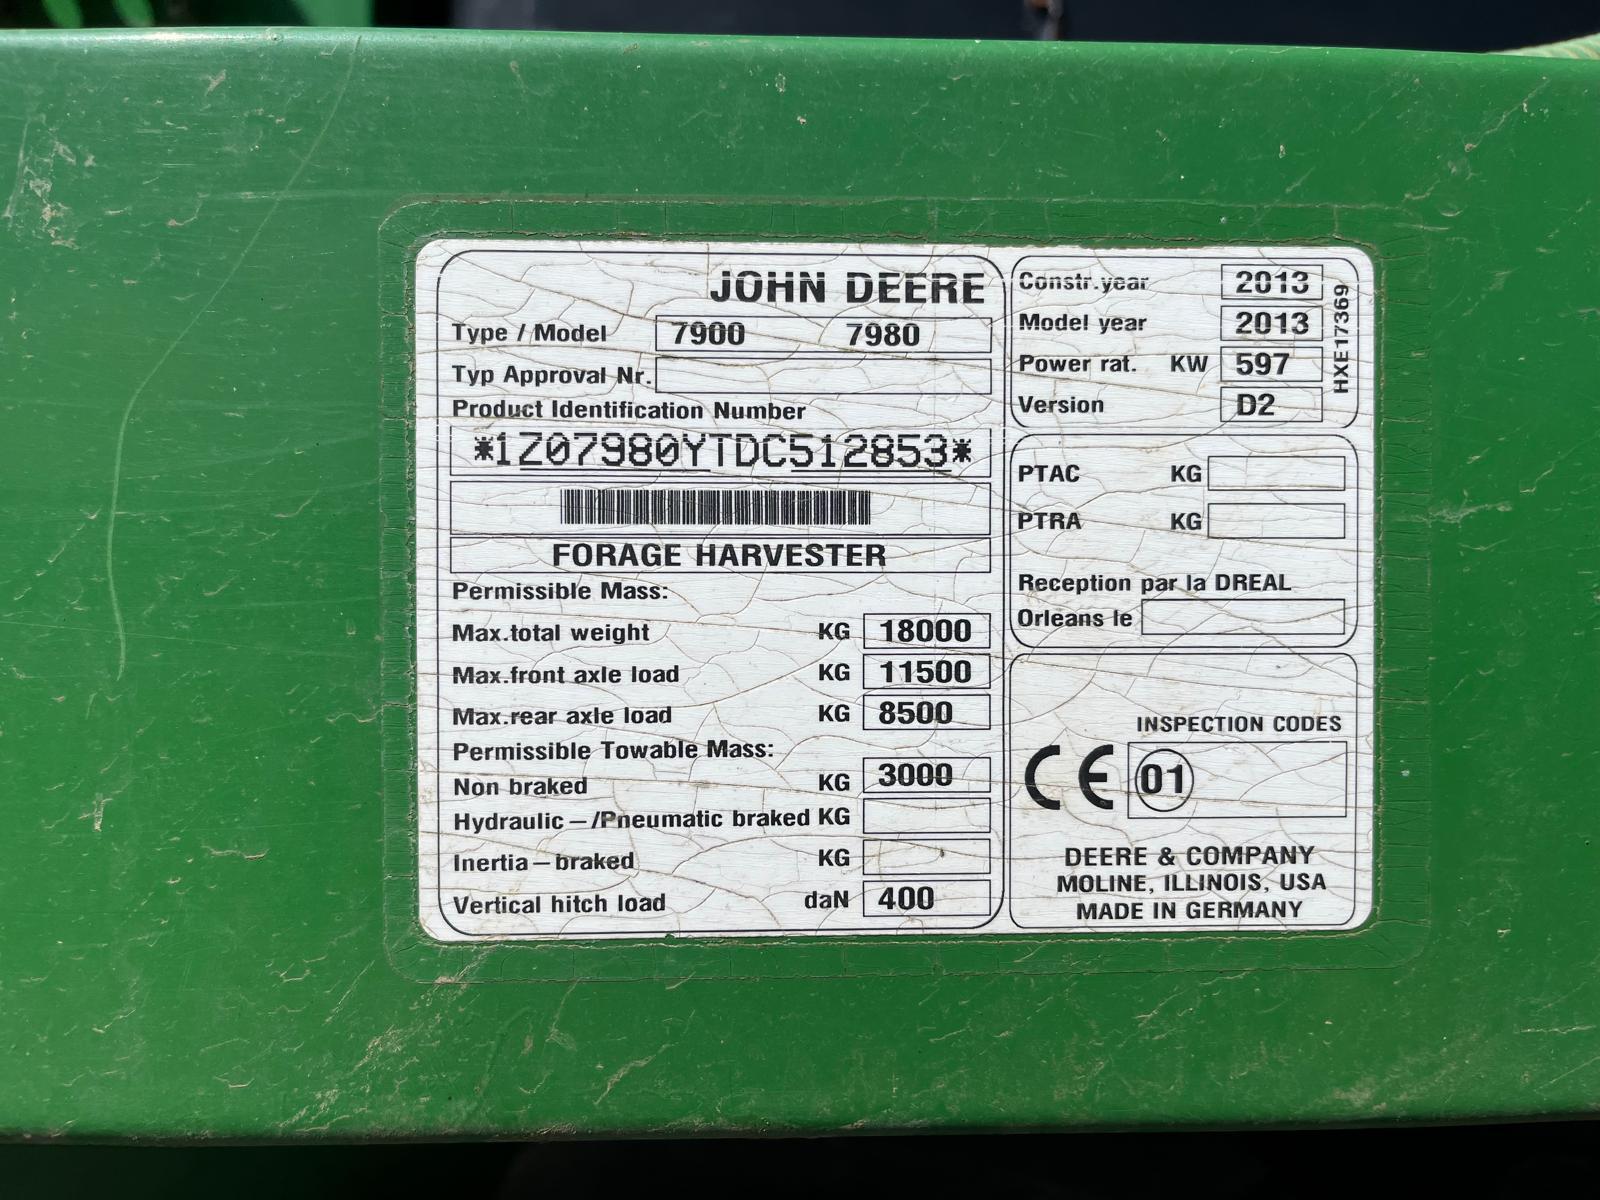 JOHN DEERE
Type / Model 7900 7980
Typ Approval Nr.
Product Identification Number
*1Z07980YTDC512853*
FORAGE HARVESTER
Permissible Mass:
Max.total weight KG 18000
Max.front axle load KG 11500
Max.rear axle load KG 8500
Permissible Towable Mass:
Non braked KG 3000
Hydraulic-/Pneumatic braked KG
Inertia-braked KG
Vertical hitch load daN 400
Constr.year 2013
Model year 2013
Power rat. KW 597
Version D2
HXE17369
PTAC KG
PTRA KG
Reception par la DREAL
Orleans le
INSPECTION CODES
CE 01
DEERE & COMPANY
MOLINE, ILLINOIS, USA
MADE IN GERMANY